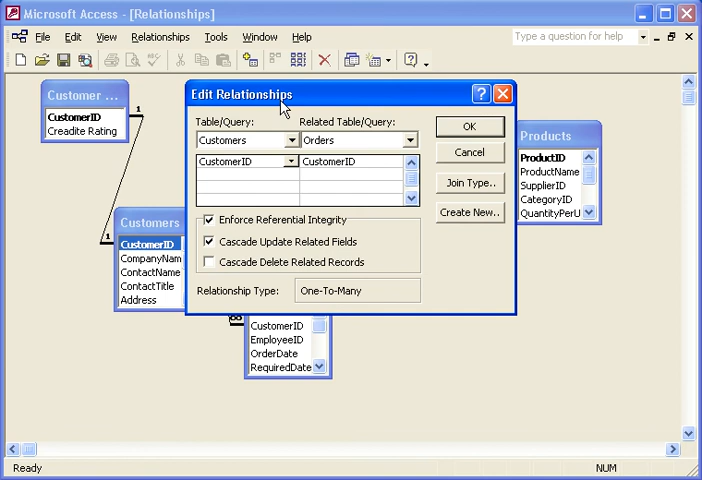 Microsoft Access - [Relationships]
File Edit View Relationships Tools Window Help
Type a question for help
Customer ...
CustomerID
Creadite Rating
1
Customers
CustomerID
CompanyNam
ContactName
ContactTitle
Address
1
Edit Relationships
Table/Query:
Related Table/Query:
Customers
Orders
CustomerID
CustomerID
OK
Cancel
Join Type..
Create New..
Enforce Referential Integrity
Cascade Update Related Fields
Cascade Delete Related Records
Relationship Type:
One-To-Many
∞
CustomerID
EmployeeID
OrderDate
RequiredDate
Products
ProductID
ProductName
SupplierID
CategoryID
QuantityPerU
Ready
NUM